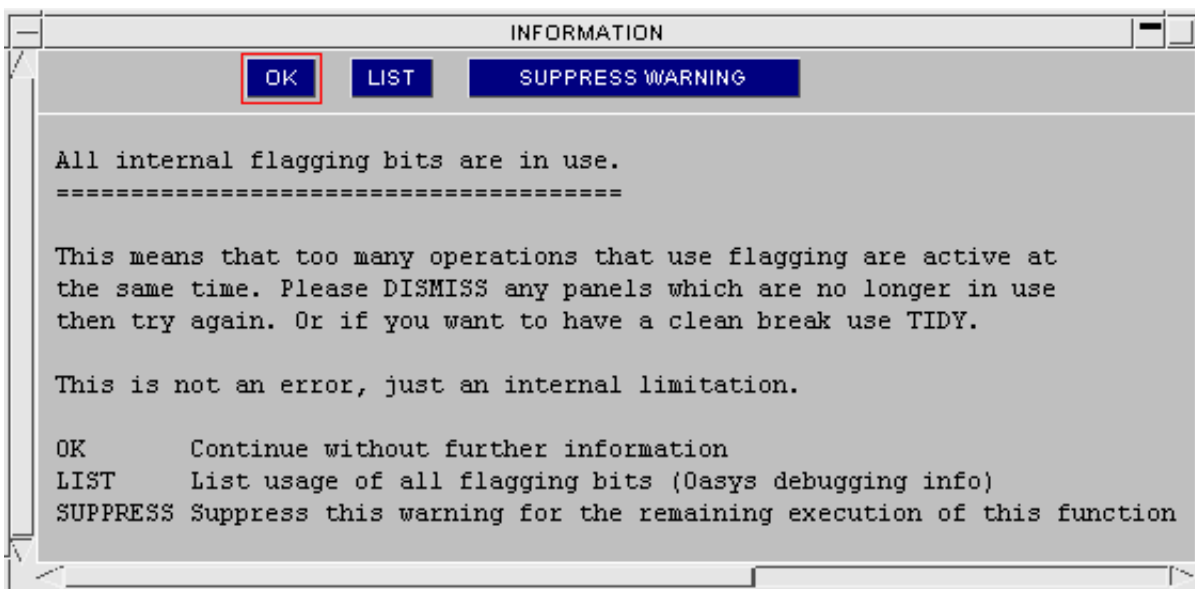 INFORMATION
OK LIST SUPPRESS WARNING
All internal flagging bits are in use.
======================================
This means that too many operations that use flagging are active at
the same time. Please DISMISS any panels which are no longer in use
then try again. Or if you want to have a clean break use TIDY.
This is not an error, just an internal limitation.
OK Continue without further information
LIST List usage of all flagging bits (Oasys debugging info)
SUPPRESS Suppress this warning for the remaining execution of this function